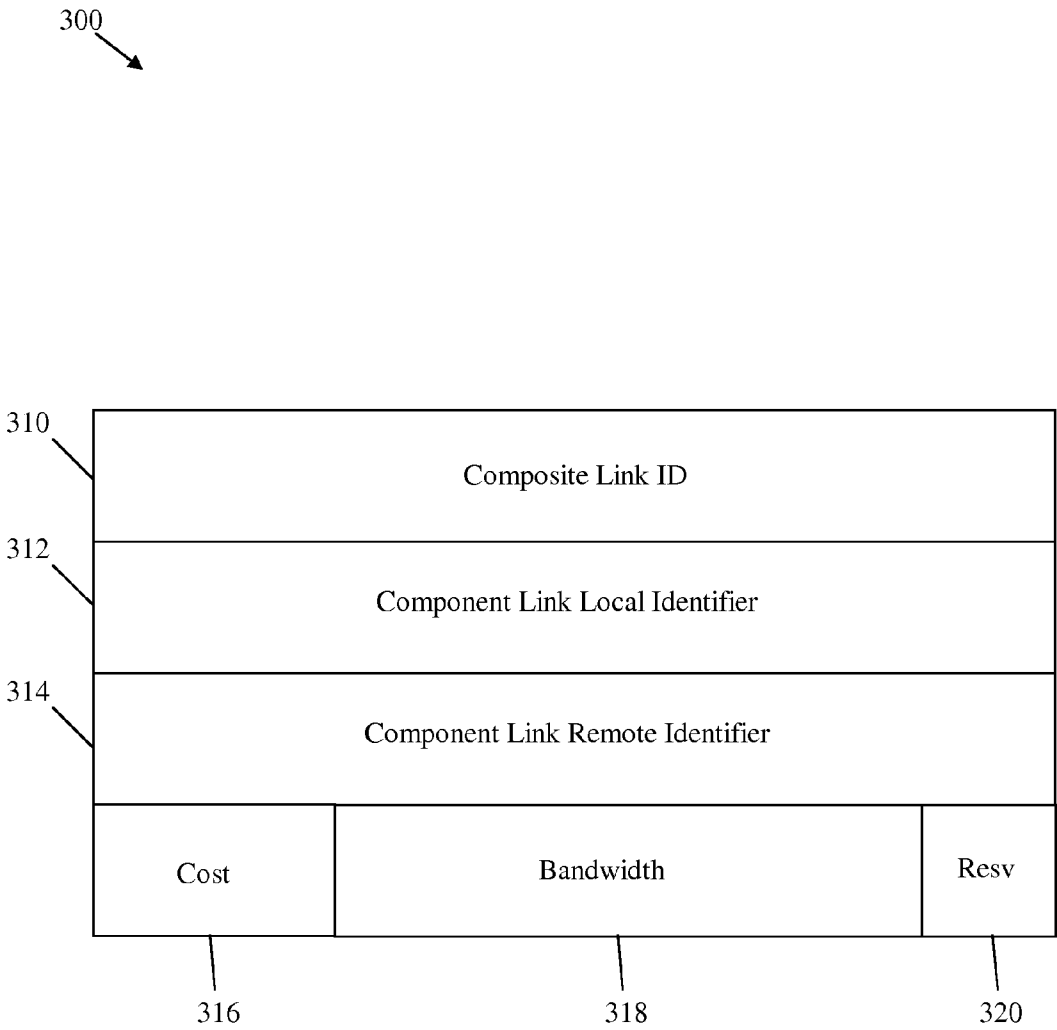 300
310
Composite Link ID
312
Component Link Local Identifier
314
Component Link Remote Identifier
Cost
Bandwidth
Resv
316
318
320